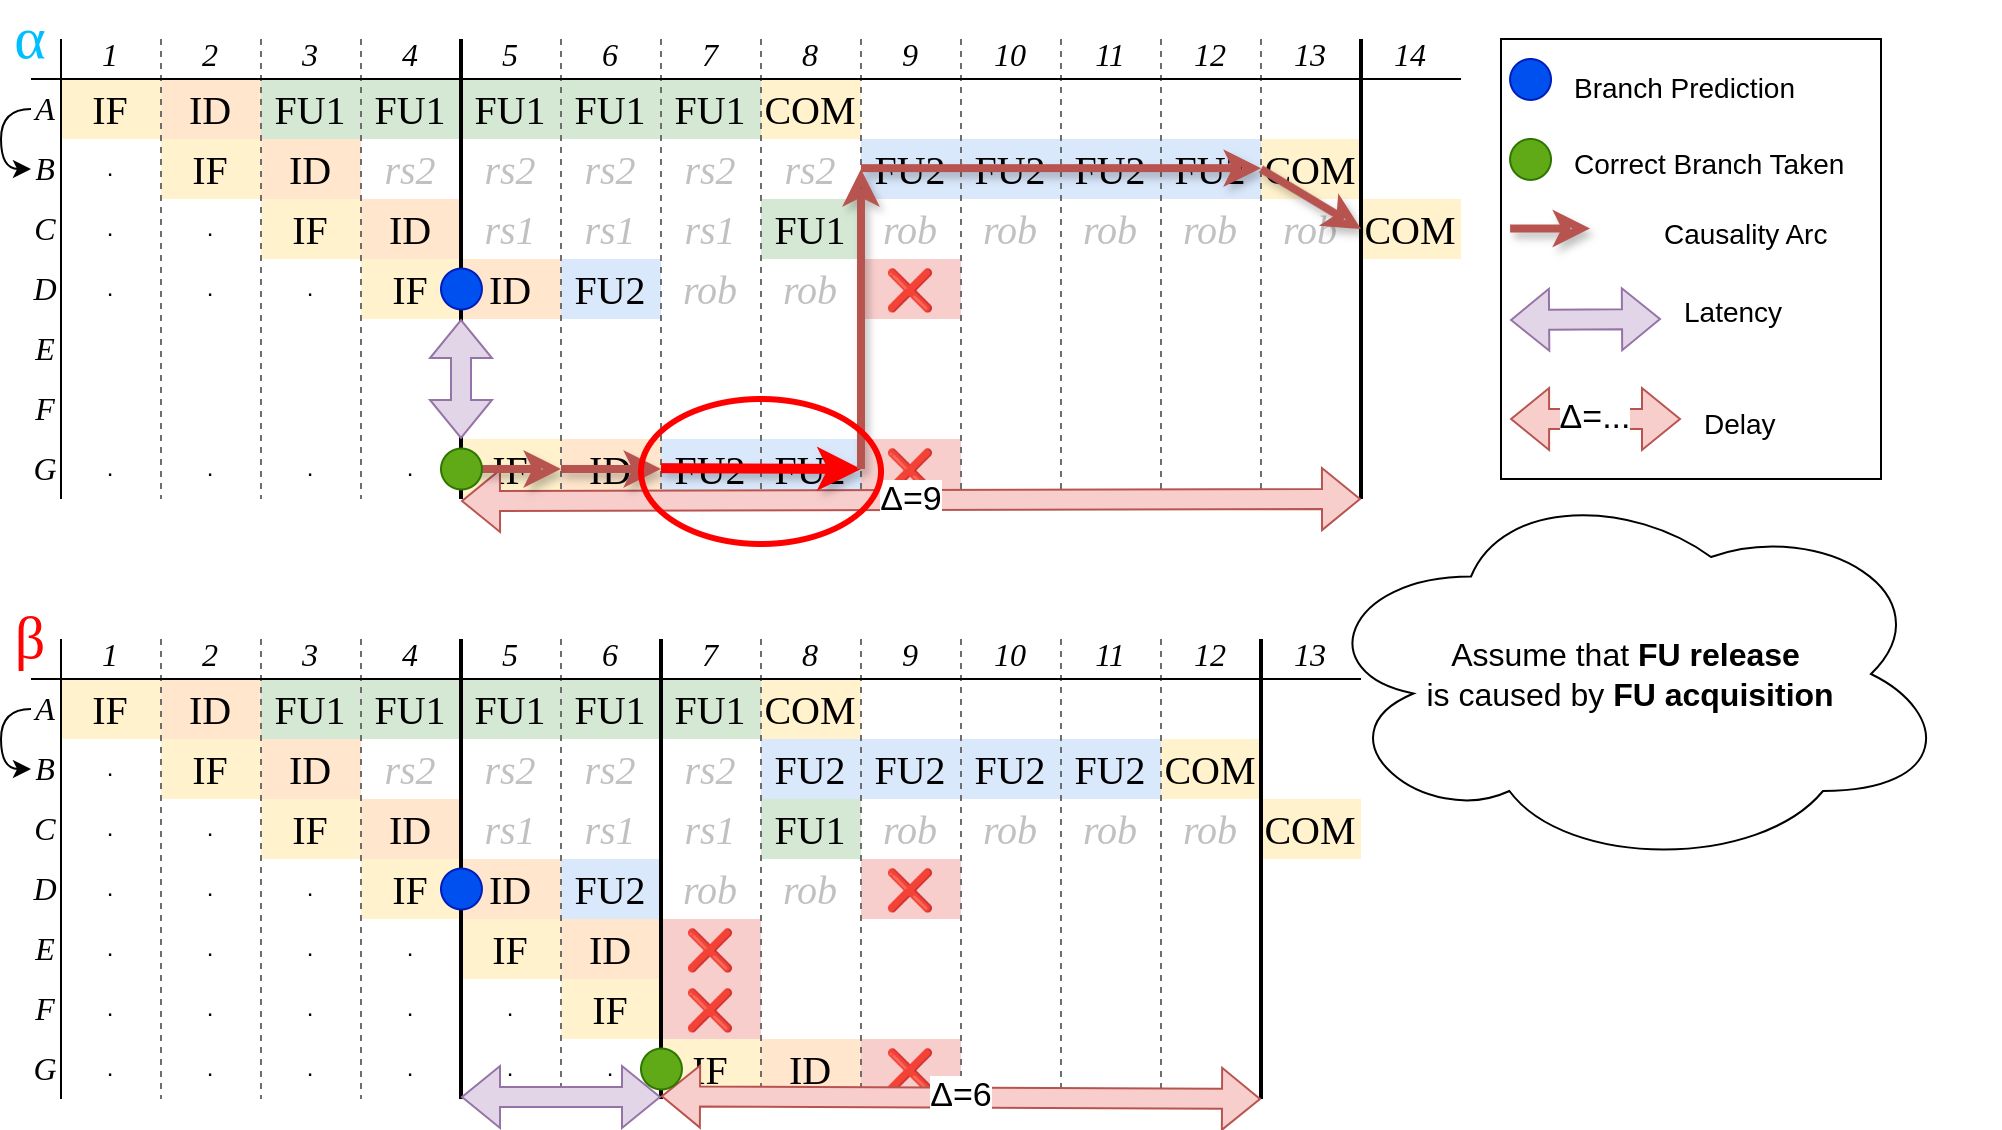 α
1 2 3 4 5 6 7 8 9 10 11 12 13 14
A IF ID FU1 FU1 FU1 FU1 FU1 COM
B . IF ID rs2 rs2 rs2 rs2 rs2 FU2 FU2 FU2 FU2 COM
C . . IF ID rs1 rs1 rs1 FU1 rob rob rob rob rob COM
D . . . IF ID FU2 rob rob ❌
E
F
G . . . . IF ID FU2 FU2 ❌
Δ=9
Branch Prediction
Correct Branch Taken
Causality Arc
Latency
Δ=...
Delay
Assume that FU release
is caused by FU acquisition
β
1 2 3 4 5 6 7 8 9 10 11 12 13
A IF ID FU1 FU1 FU1 FU1 FU1 COM
B . IF ID rs2 rs2 rs2 rs2 FU2 FU2 FU2 FU2 COM
C . . IF ID rs1 rs1 rs1 FU1 rob rob rob rob COM
D . . . IF ID FU2 rob rob ❌
E . . . . IF ID ❌
F . . . . . IF ❌
G . . . . . . IF ID ❌
Δ=6